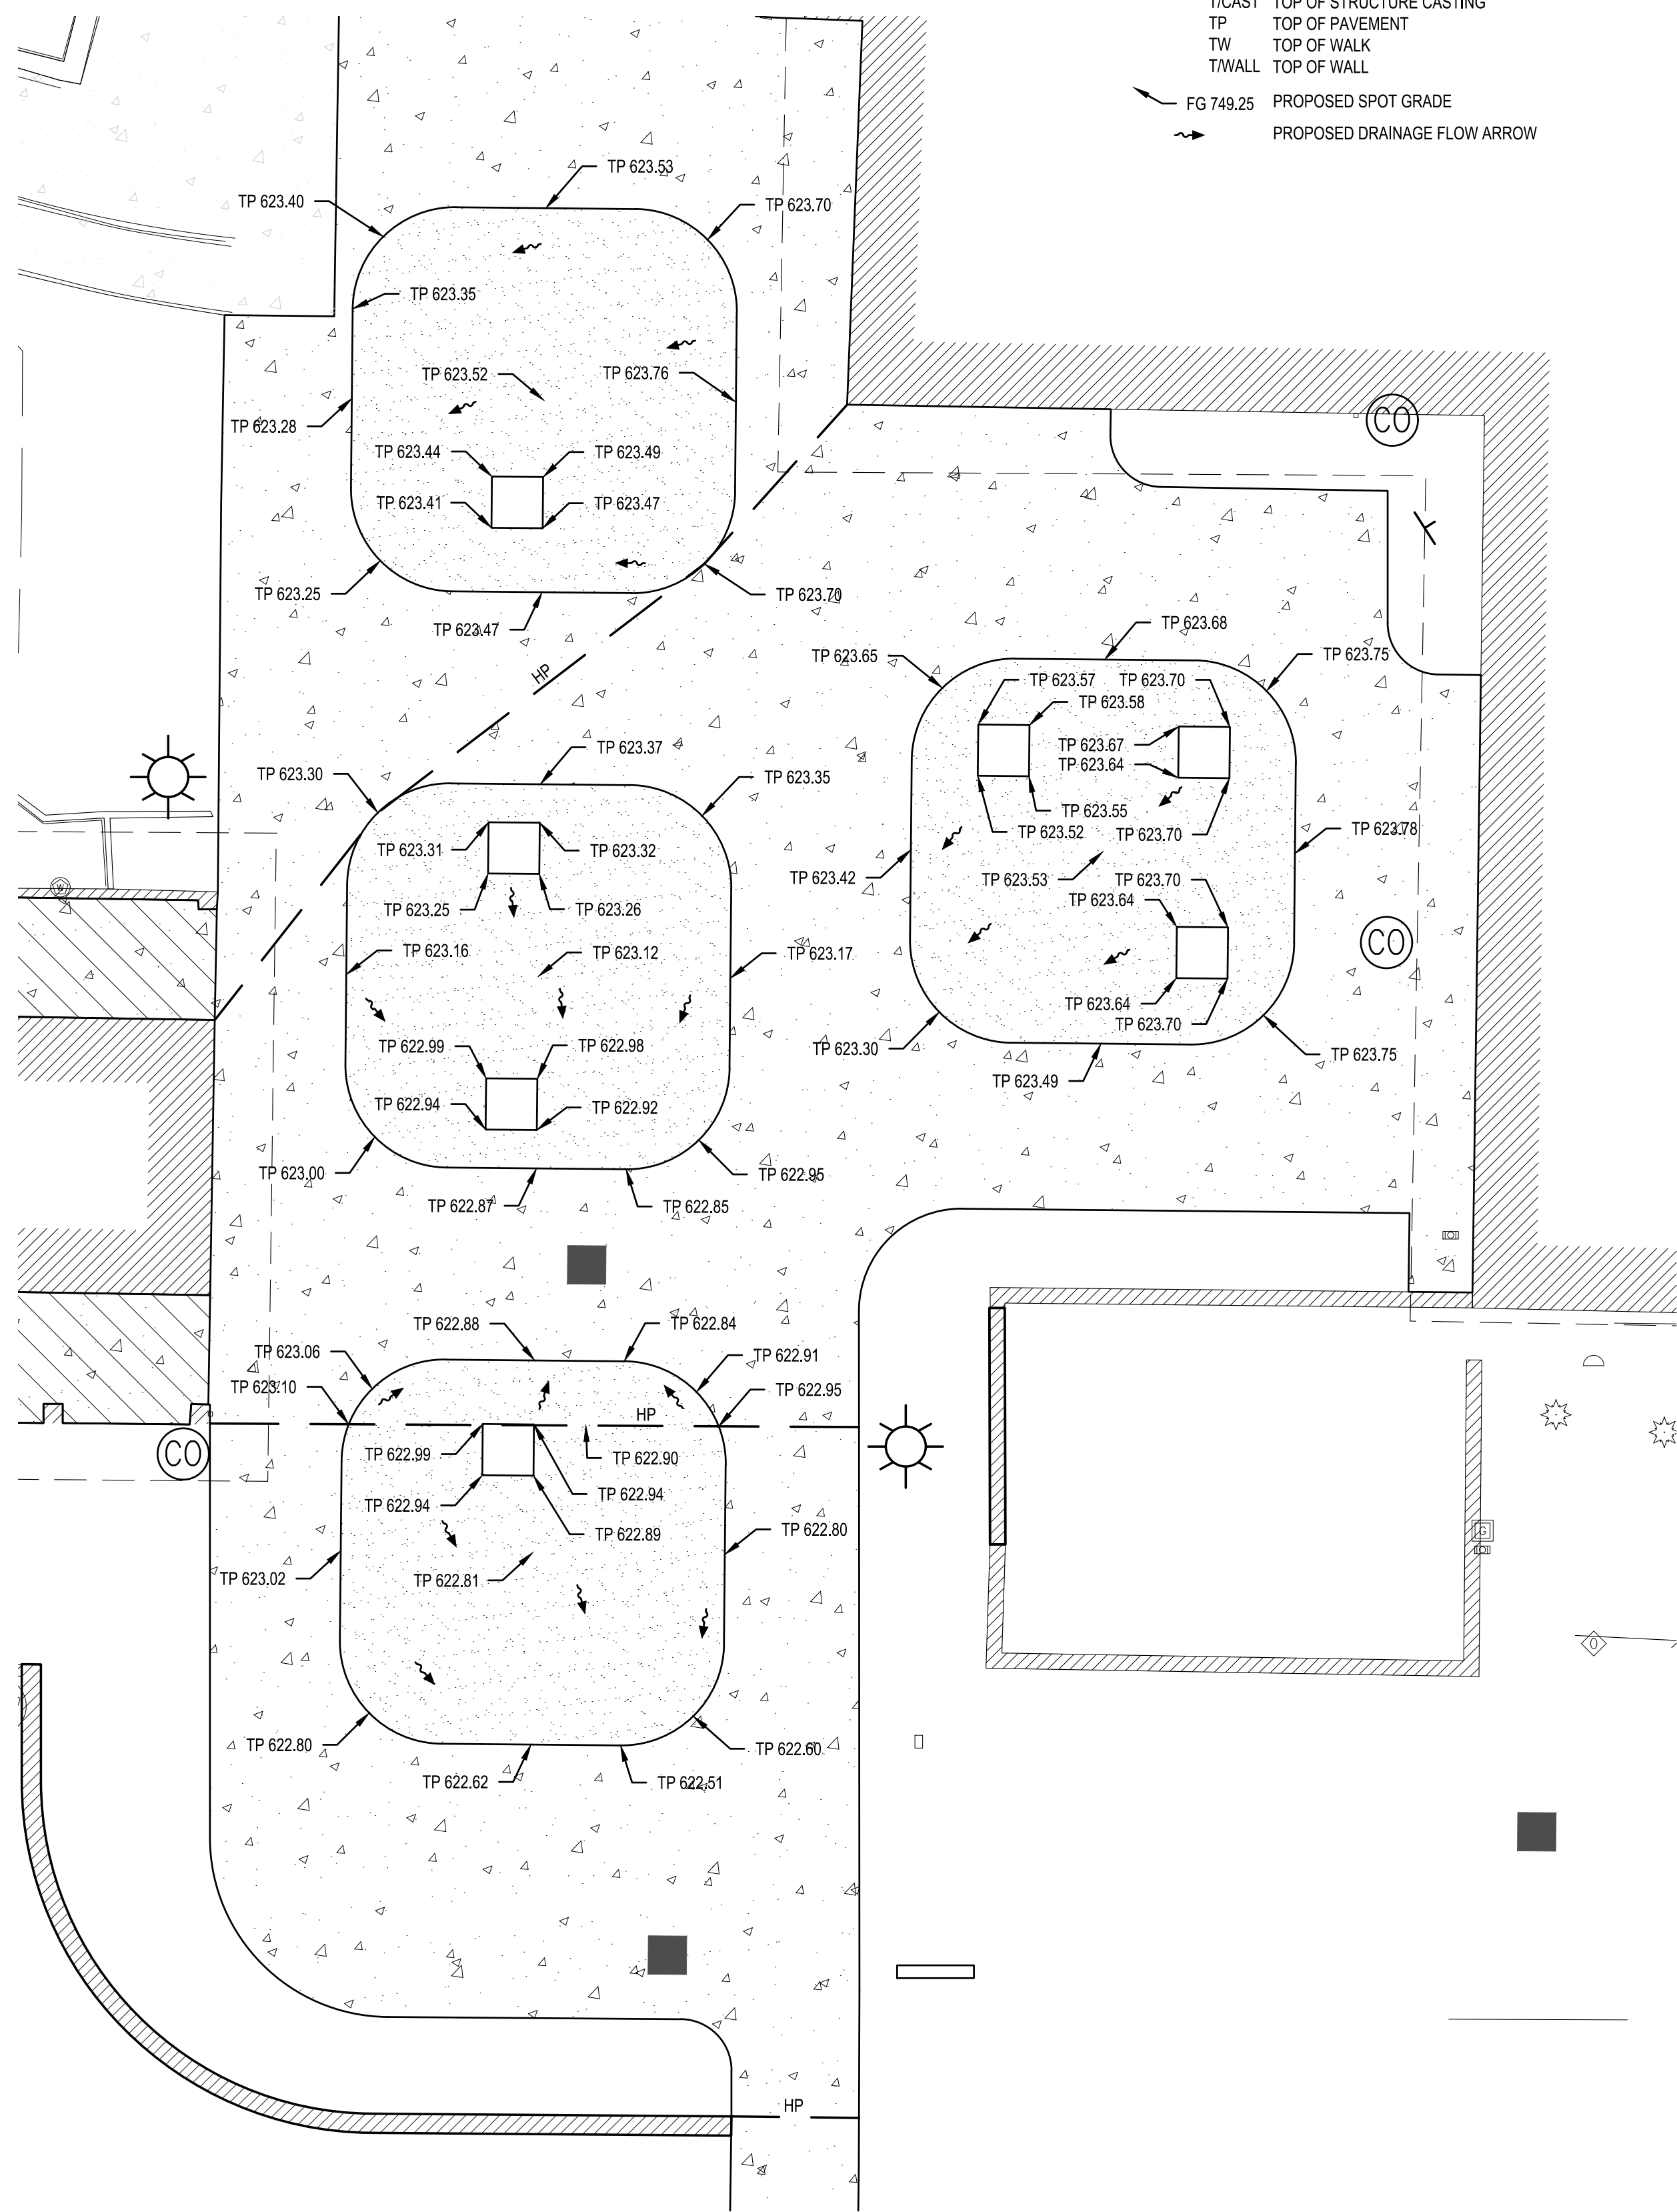 T/CAST TOP OF STRUCTURE CASTING
TP TOP OF PAVEMENT
TW TOP OF WALK
T/WALL TOP OF WALL
FG 749.25 PROPOSED SPOT GRADE
PROPOSED DRAINAGE FLOW ARROW
TP 623.53
TP 623.40
TP 623.70
TP 623.35
TP 623.52
TP 623.76
TP 623.28
TP 623.44
TP 623.49
TP 623.41
TP 623.47
TP 623.25
TP 623.70
TP 623.47
HP
CO
TP 623.68
TP 623.65
TP 623.75
TP 623.57
TP 623.70
TP 623.58
TP 623.67
TP 623.64
TP 623.55
TP 623.52
TP 623.70
TP 623.78
TP 623.42
TP 623.53
TP 623.70
TP 623.64
CO
TP 623.64
TP 623.70
TP 623.30
TP 623.75
TP 623.49
TP 623.37
TP 623.30
TP 623.35
TP 623.31
TP 623.32
W
TP 623.25
TP 623.26
TP 623.16
TP 623.12
TP 623.17
TP 622.99
TP 622.98
TP 622.94
TP 622.92
TP 623.00
TP 622.95
TP 622.87
TP 622.85
TP 622.88
TP 622.84
TP 623.06
TP 622.91
TP 623.10
TP 622.95
HP
CO
TP 622.99
TP 622.90
TP 622.94
TP 622.94
TP 622.89
TP 622.80
TP 623.02
TP 622.81
G
TP 622.80
TP 622.60
TP 622.62
TP 622.51
HP